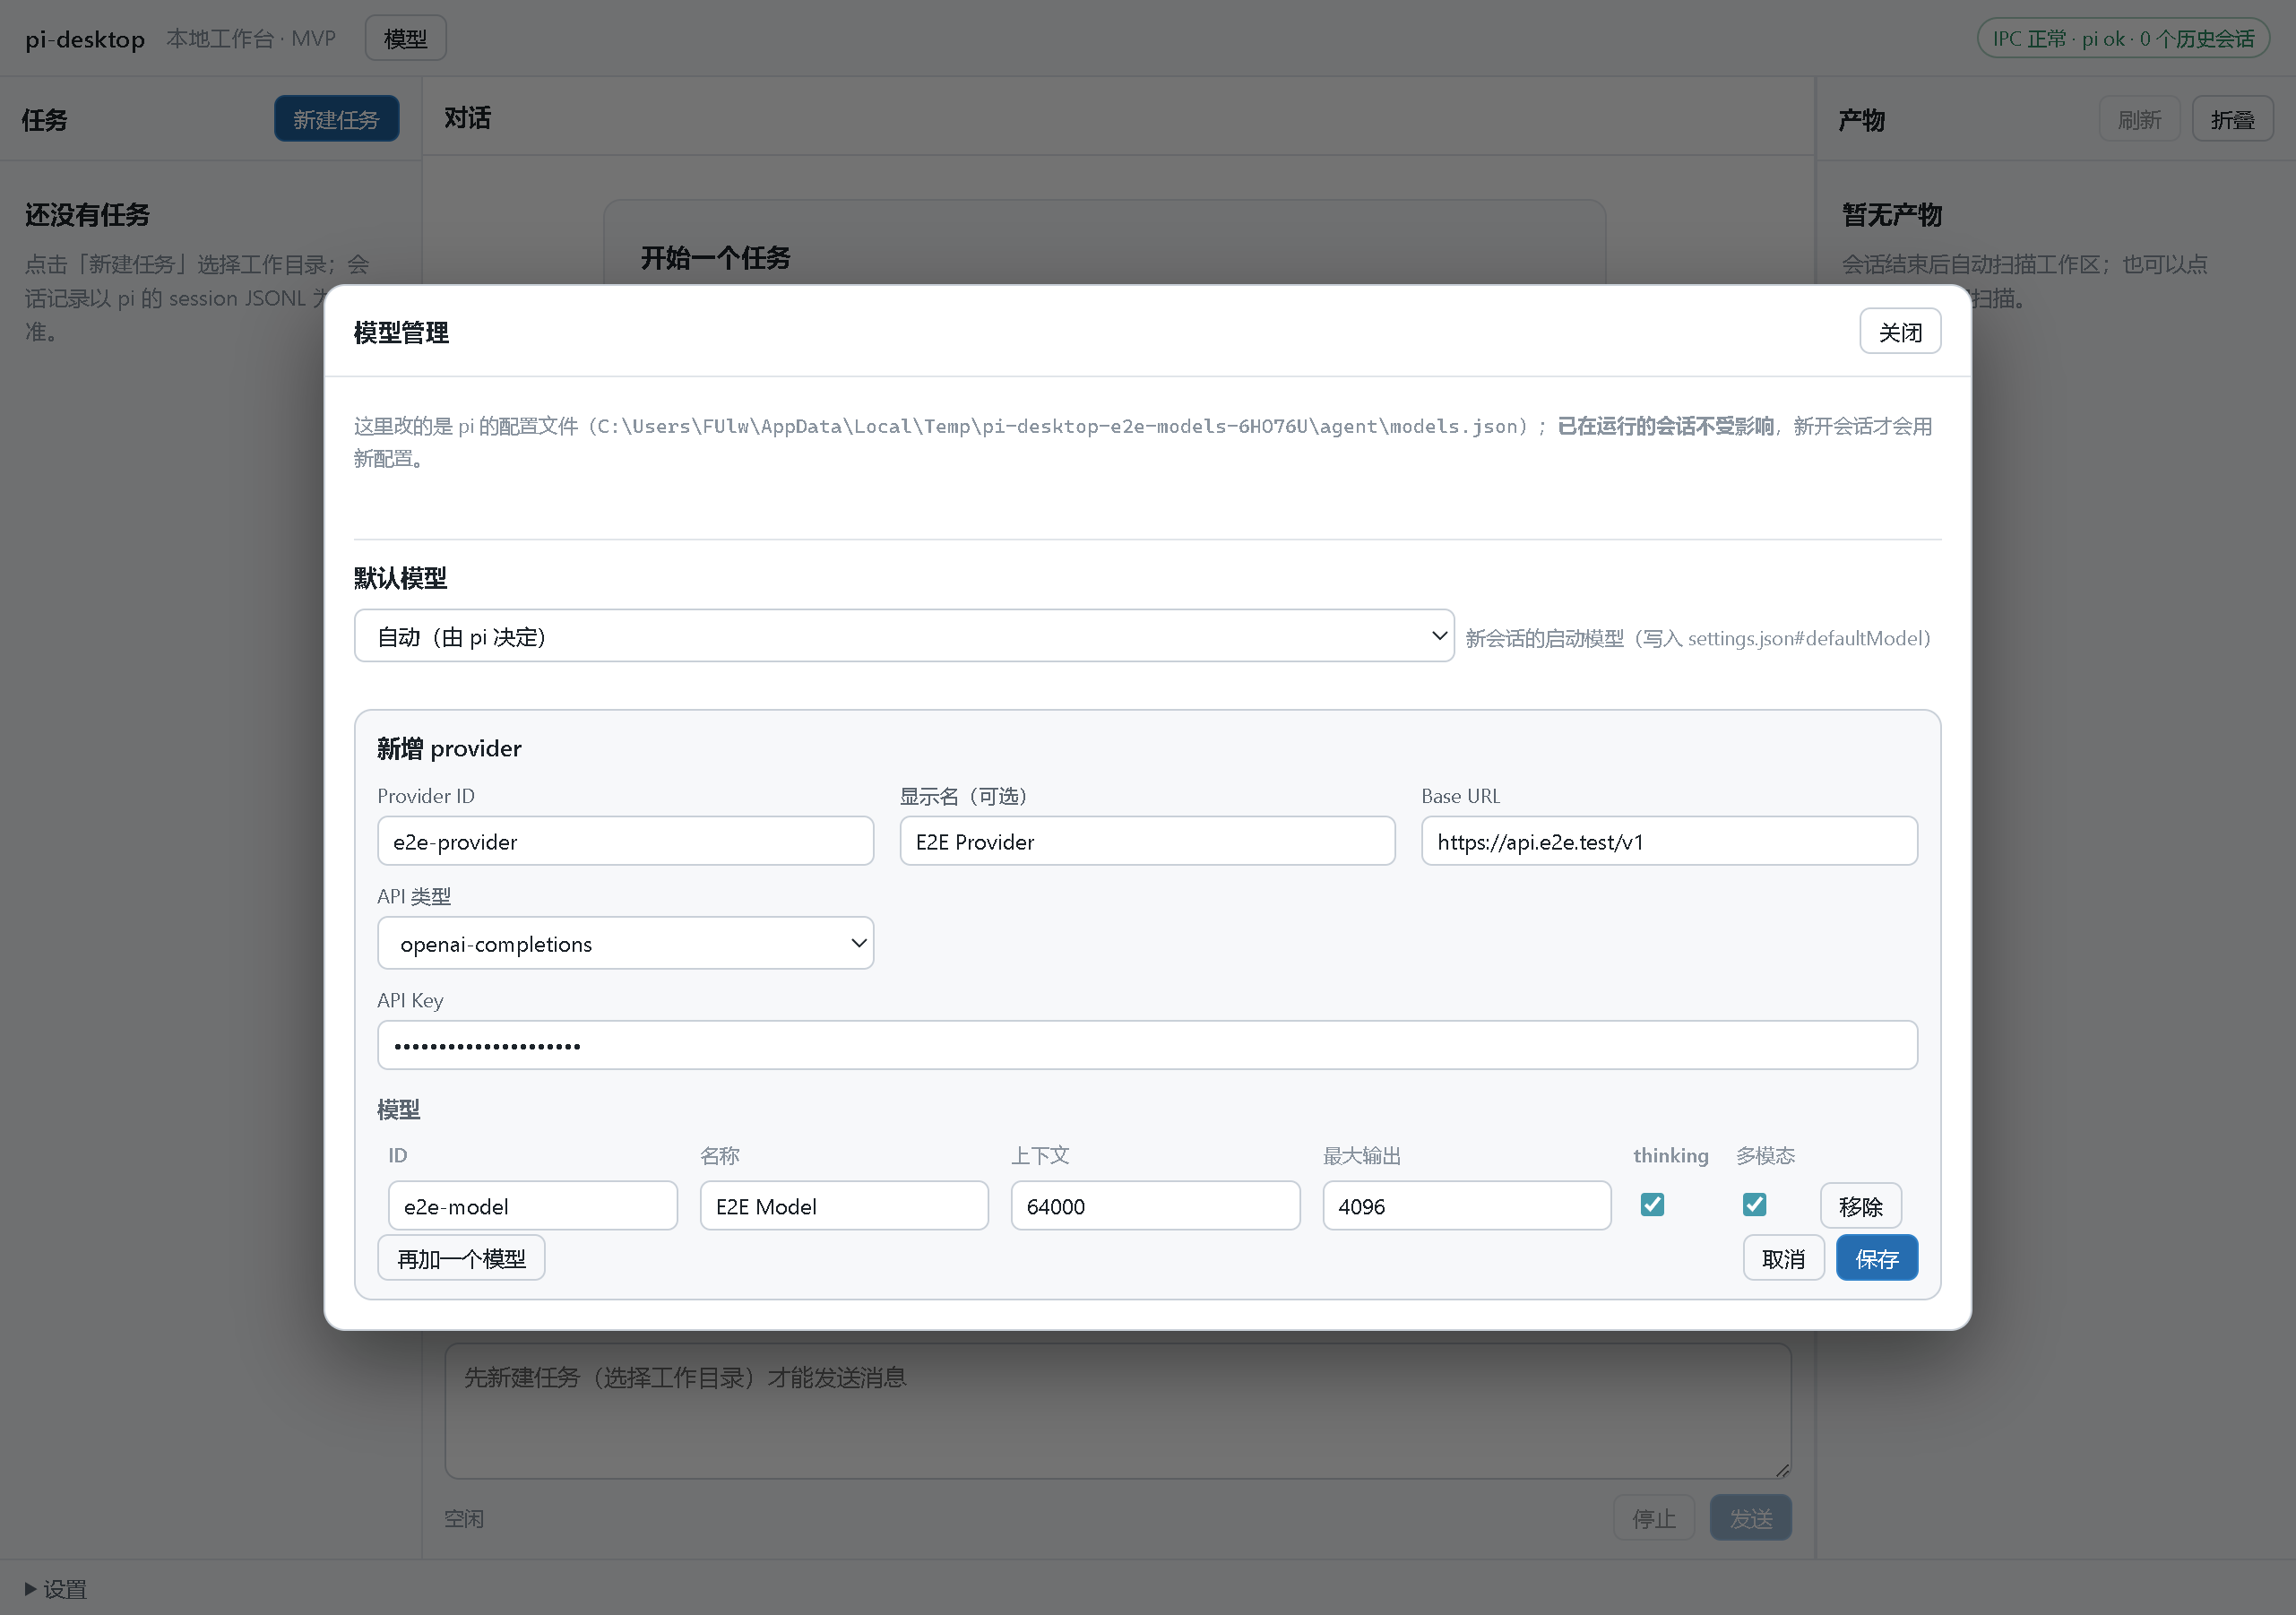 pi-desktop 本地工作台 · MVP 模型 IPC 正常 · pi ok · 0 个历史会话
任务 新建任务 对话 产物 刷新 折叠
还没有任务
点击「新建任务」选择工作目录；会
话记录以 pi 的 session JSONL 为
准。
开始一个任务
暂无产物
会话结束后自动扫描工作区；也可以点
扫描。
模型管理 关闭
这里改的是 pi 的配置文件（C:\Users\FUlw\AppData\Local\Temp\pi-desktop-e2e-models-6HO76U\agent\models.json）；已在运行的会话不受影响，新开会话才会用
新配置。
默认模型
自动（由 pi 决定） 新会话的启动模型（写入 settings.json#defaultModel）
新增 provider
Provider ID 显示名（可选） Base URL
e2e-provider E2E Provider https://api.e2e.test/v1
API 类型
openai-completions
API Key
•••••••••••••••••••••
模型
ID 名称 上下文 最大输出 thinking 多模态
e2e-model E2E Model 64000 4096 移除
再加一个模型 取消 保存
先新建任务（选择工作目录）才能发送消息
空闲 停止 发送
设置